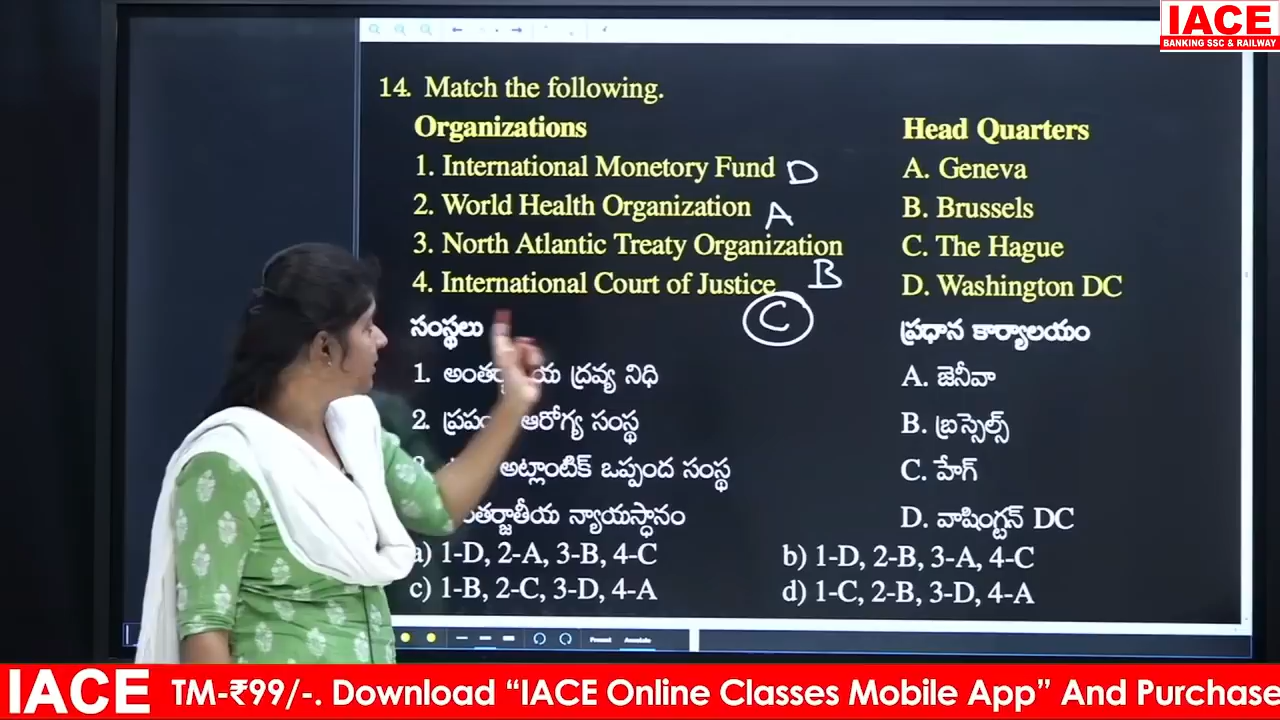 IACE
BANKING SSC & RAILWAY
14. Match the following.
Organizations Head Quarters
1. International Monetary Fund D A. Geneva
2. World Health Organization A B. Brussels
3. North Atlantic Treaty Organization B C. The Hague
4. International Court of Justice C D. Washington DC
సంస్థలు ప్రధాన కార్యాలయం
1. ద్రవ్య నిధి A. జెనీవా
2. ఆరోగ్య సంస్థ B. బ్రస్సెల్స్
అట్లాంటిక్ ఒప్పంద సంస్థ C. హేగ్
న్యాయస్థానం D. వాషింగ్టన్ DC
a) 1-D, 2-A, 3-B, 4-C b) 1-D, 2-B, 3-A, 4-C
c) 1-B, 2-C, 3-D, 4-A d) 1-C, 2-B, 3-D, 4-A
Present Annotate
IACE TM-₹99/-. Download “IACE Online Classes Mobile App” And Purchase